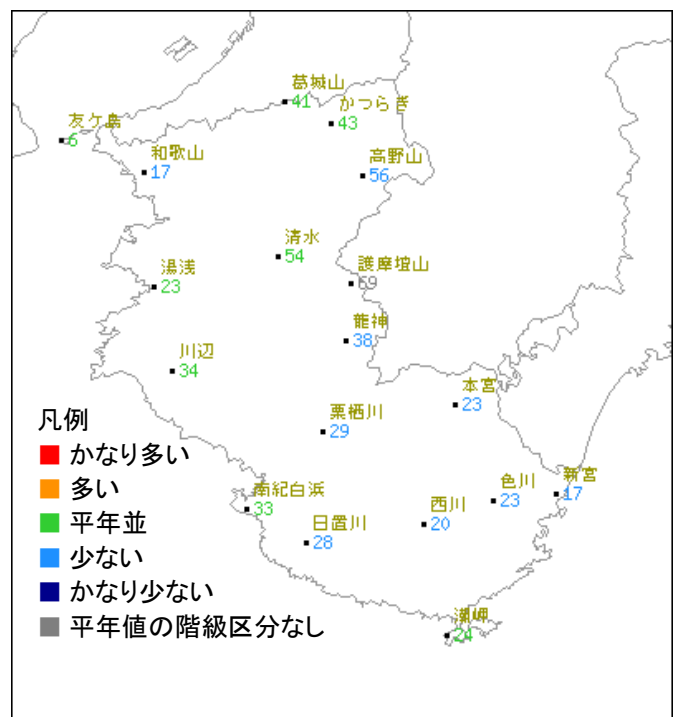 葛城山
41
かつらぎ
43
友ケ島
6
和歌山
17
高野山
56
清水
54
護摩壇山
69
湯浅
23
龍神
38
川辺
34
本宮
23
栗栖川
29
南紀白浜
33
日置川
28
西川
20
色川
23
新宮
17
潮岬
24
凡例
かなり多い
多い
平年並
少ない
かなり少ない
平年値の階級区分なし